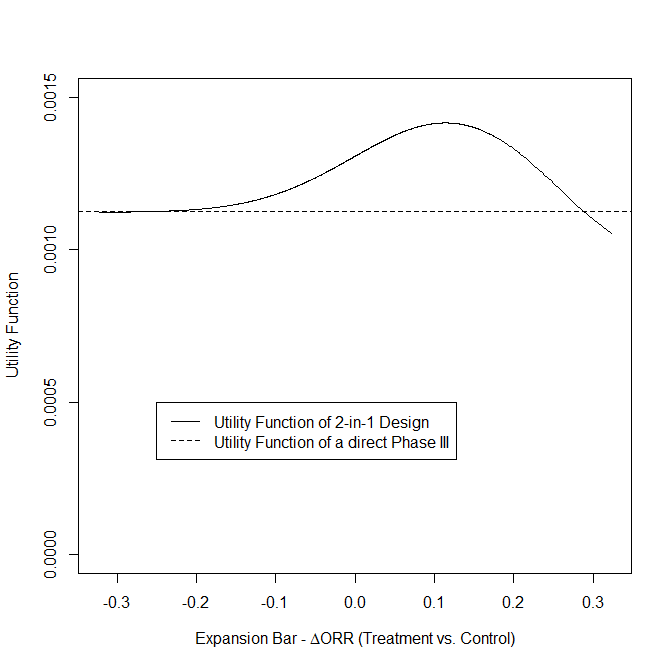 0.0015
0.0010
0.0005
0.0000
Utility Function
Utility Function of 2-in-1 Design
Utility Function of a direct Phase III
-0.3 -0.2 -0.1 0.0 0.1 0.2 0.3
Expansion Bar - ΔORR (Treatment vs. Control)